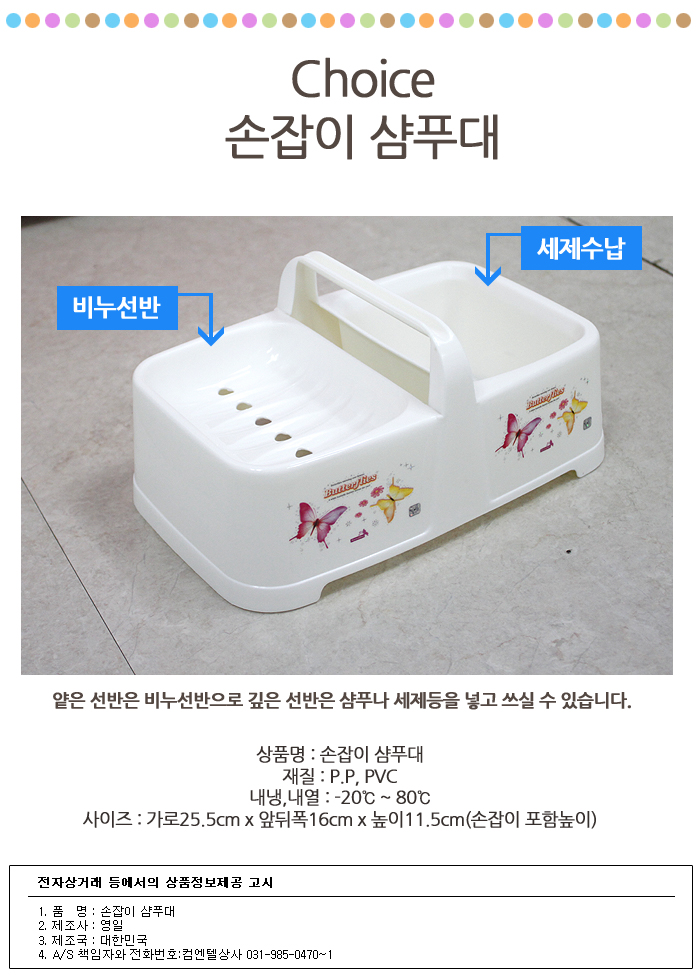 Choice
손잡이 샴푸대
세제수납
비누선반
Butterflies
Butterflies
얕은 선반은 비누선반으로 깊은 선반은 샴푸나 세제등을 넣고 쓰실 수 있습니다.
상품명 : 손잡이 샴푸대
재질 : P.P, PVC
내냉,내열 : -20℃ ~ 80℃
사이즈 : 가로25.5cm x 앞뒤폭16cm x 높이11.5cm(손잡이 포함높이)
전자상거래 등에서의 상품정보제공 고시
1. 품 명 : 손잡이 샴푸대
2. 제조사 : 영일
3. 제조국 : 대한민국
4. A/S 책임자와 전화번호:컴엔텔상사 031-985-0470~1